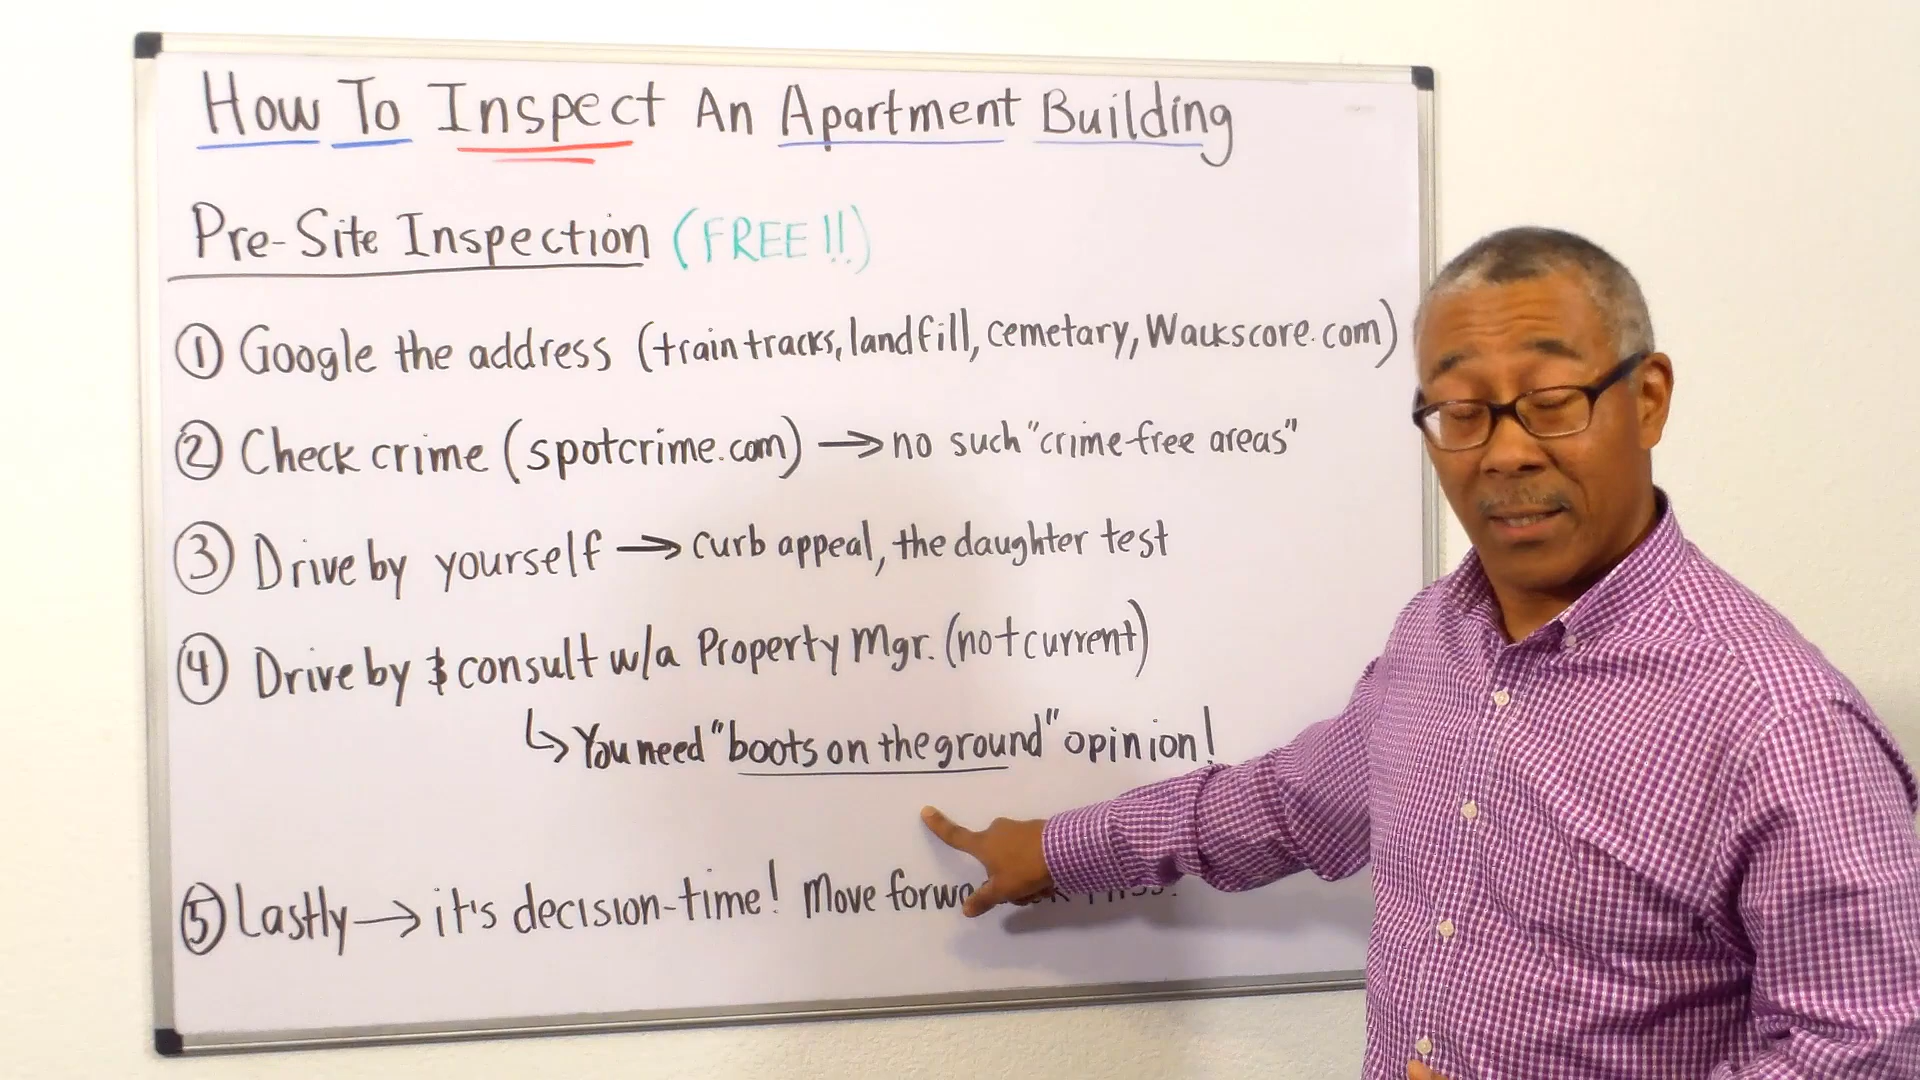 How To Inspect An Apartment Building
Pre-Site Inspection (FREE!!)
① Google the address (train tracks, landfill, cemetary, Walkscore.com)
② Check crime (spotcrime.com) → no such "crime-free areas"
③ Drive by yourself → curb appeal, the daughter test
④ Drive by & consult w/a Property Mgr. (not current)
↳ You need "boots on the ground" opinion!
⑤ Lastly → it's decision-time! Move